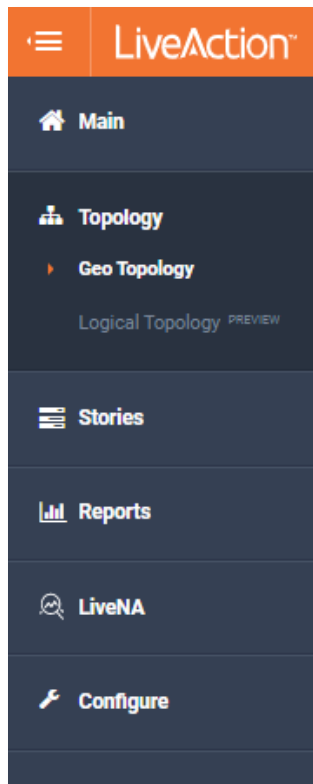 LiveAction™
Main
Topology
Geo Topology
Logical Topology PREVIEW
Stories
Reports
LiveNA
Configure